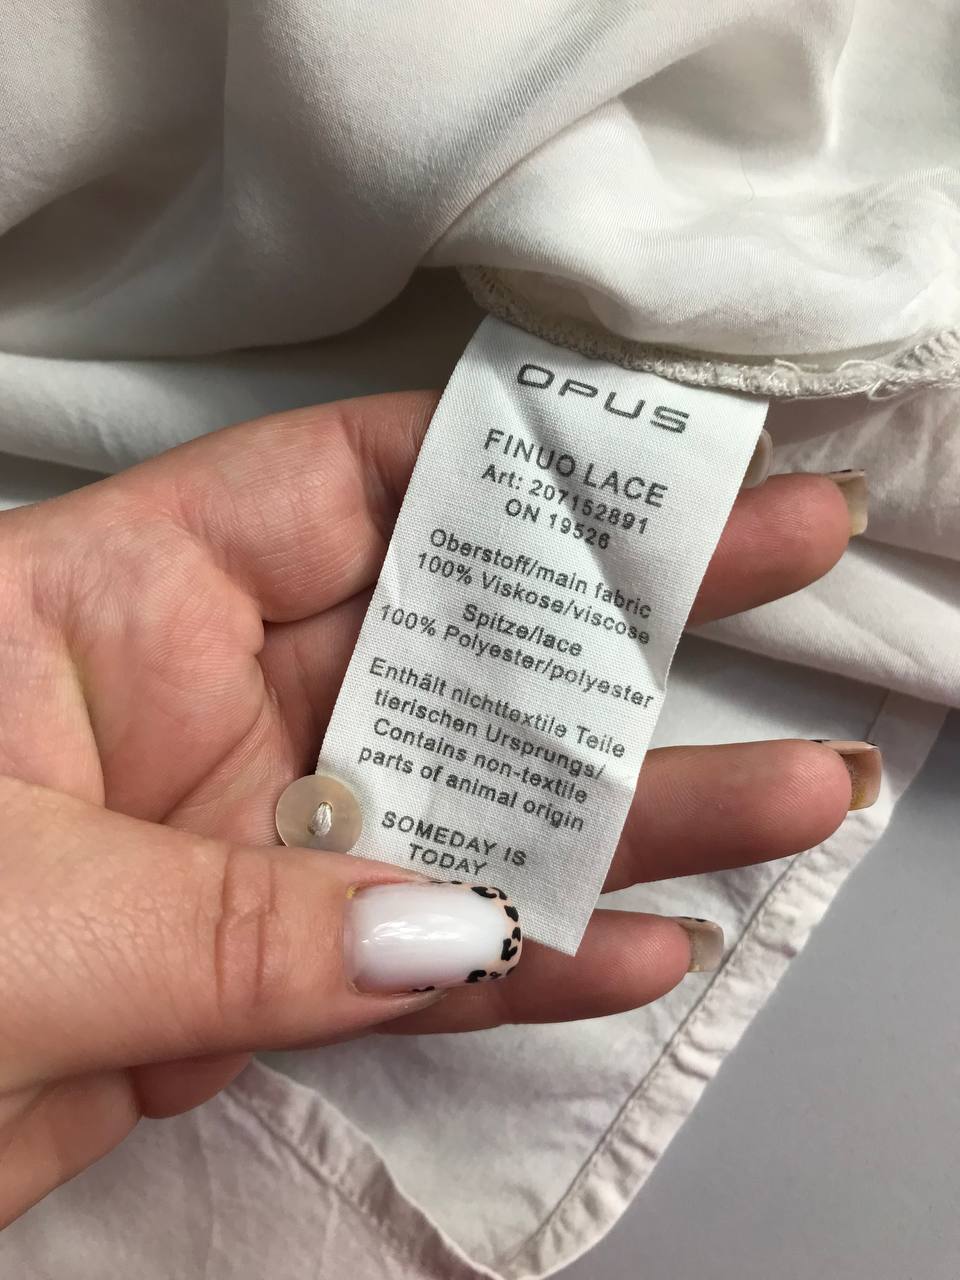 OPUS
FINUO LACE
Art: 207152891
ON 19526
Oberstoff/main fabric
100% Viskose/viscose
Spitze/lace
100% Polyester/polyester
Enthält nichttextile Teile
tierischen Ursprungs/
Contains non-textile
parts of animal origin
SOMEDAY IS
TODAY